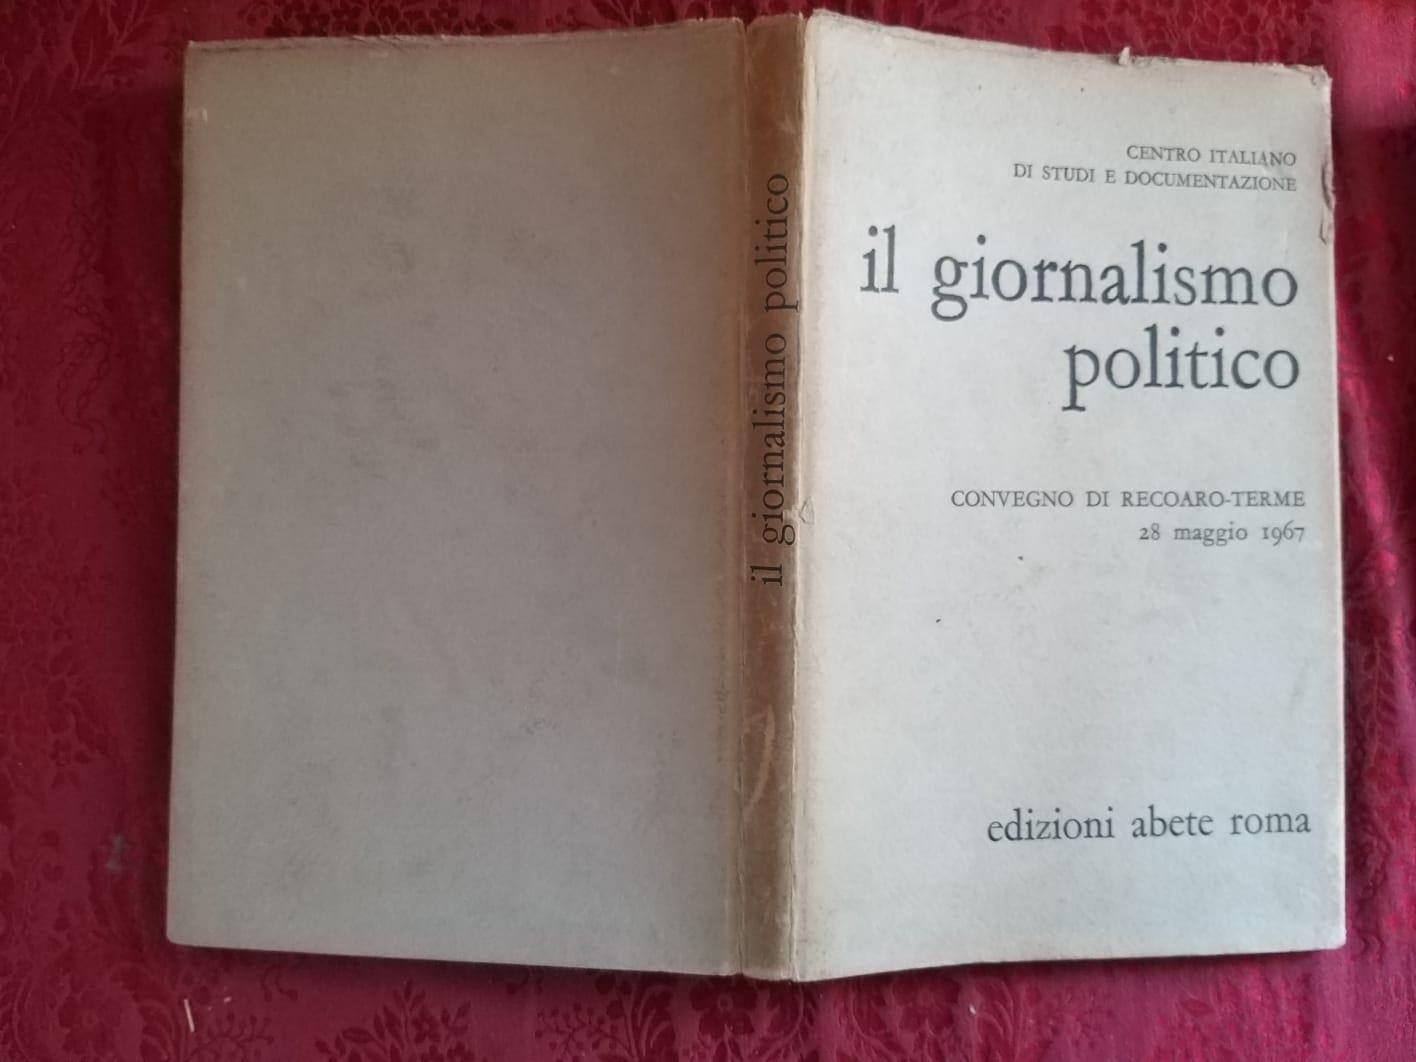 il giornalismo politico
CENTRO ITALIANO
DI STUDI E DOCUMENTAZIONE
il giornalismo
politico
CONVEGNO DI RECOARO-TERME
28 maggio 1967
edizioni abete roma